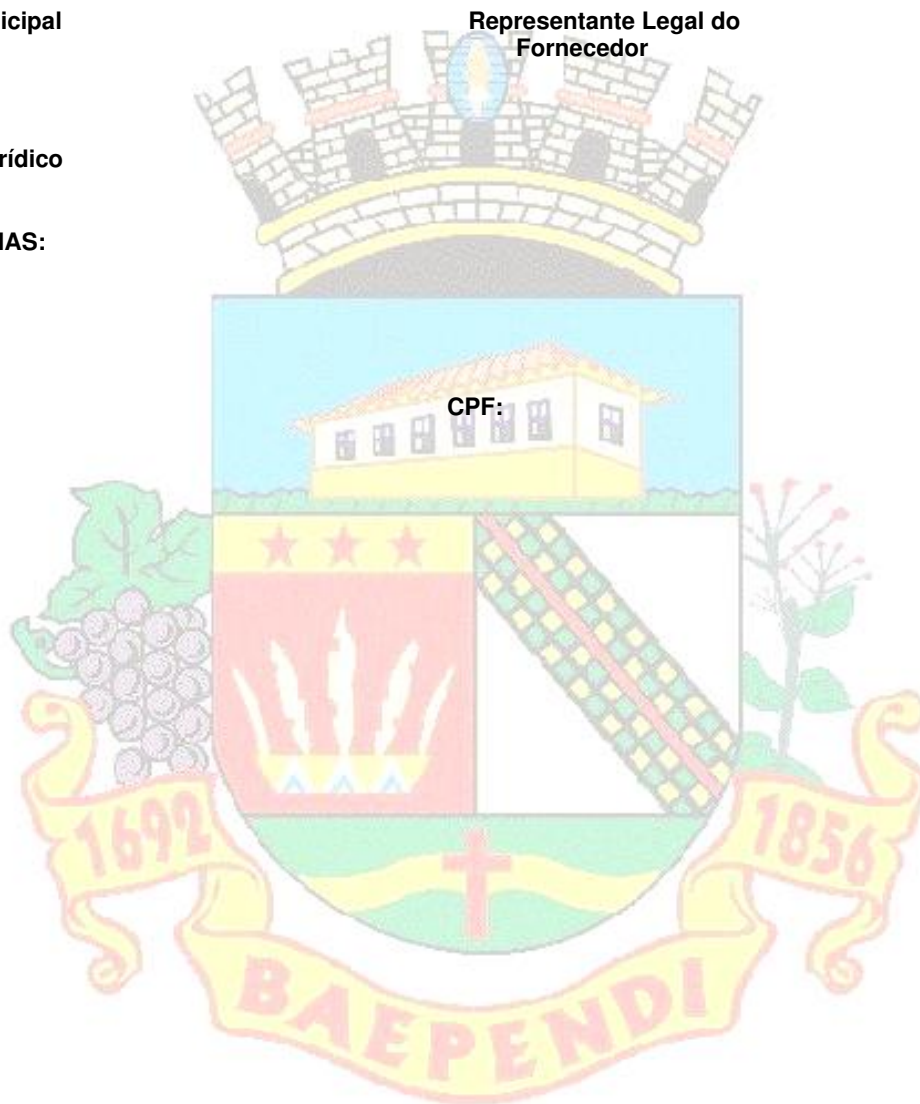 icipal
Representante Legal do
Fornecedor
rídico
IAS:
CPF:
1692
1856
BAEPENDI